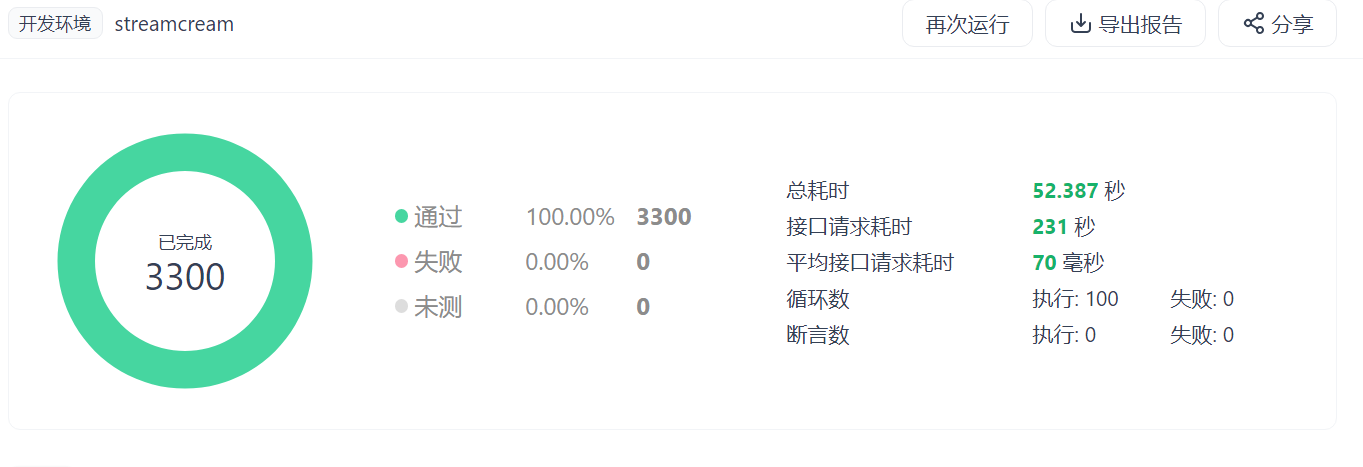 开发环境 streamcream 再次运行 导出报告 分享
已完成
3300
通过 100.00% 3300
失败 0.00% 0
未测 0.00% 0
总耗时 52.387 秒
接口请求耗时 231 秒
平均接口请求耗时 70 毫秒
循环数 执行: 100 失败: 0
断言数 执行: 0 失败: 0